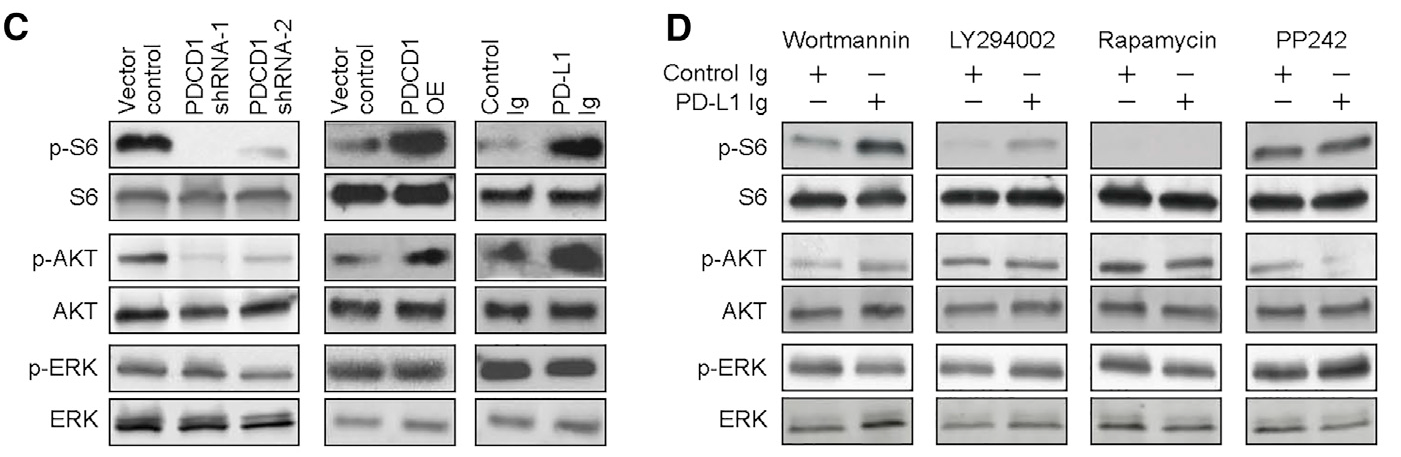 C
Vector control
PDCD1 shRNA-1
PDCD1 shRNA-2
Vector control
PDCD1 OE
Control Ig
PD-L1 Ig
p-S6
S6
p-AKT
AKT
p-ERK
ERK
D
Wortmannin LY294002 Rapamycin PP242
Control Ig + − + − + − + −
PD-L1 Ig − + − + − + − +
p-S6
S6
p-AKT
AKT
p-ERK
ERK